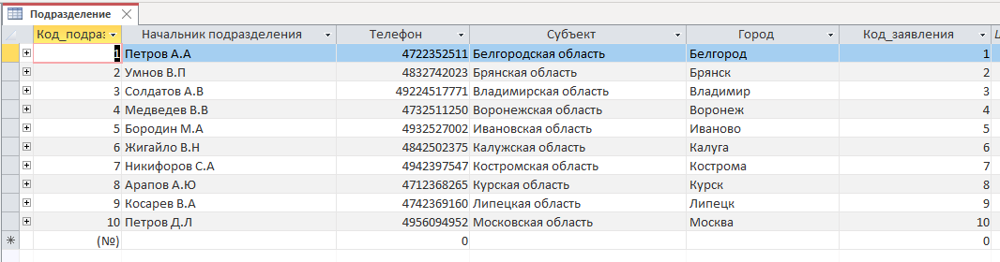 Подразделение
Код_подраз Начальник подразделения Телефон Субъект Город Код_заявления
1 Петров А.А 4722352511 Белгородская область Белгород 1
2 Умнов В.П 4832742023 Брянская область Брянск 2
3 Солдатов А.В 49224517771 Владимирская область Владимир 3
4 Медведев В.В 4732511250 Воронежская область Воронеж 4
5 Бородин М.А 4932527002 Ивановская область Иваново 5
6 Жигайло В.Н 4842502375 Калужская область Калуга 6
7 Никифоров С.А 4942397547 Костромская область Кострома 7
8 Арапов А.Ю 4712368265 Курская область Курск 8
9 Косарев В.А 4742369160 Липецкая область Липецк 9
10 Петров Д.Л 4956094952 Московская область Москва 10
(№) 0 0